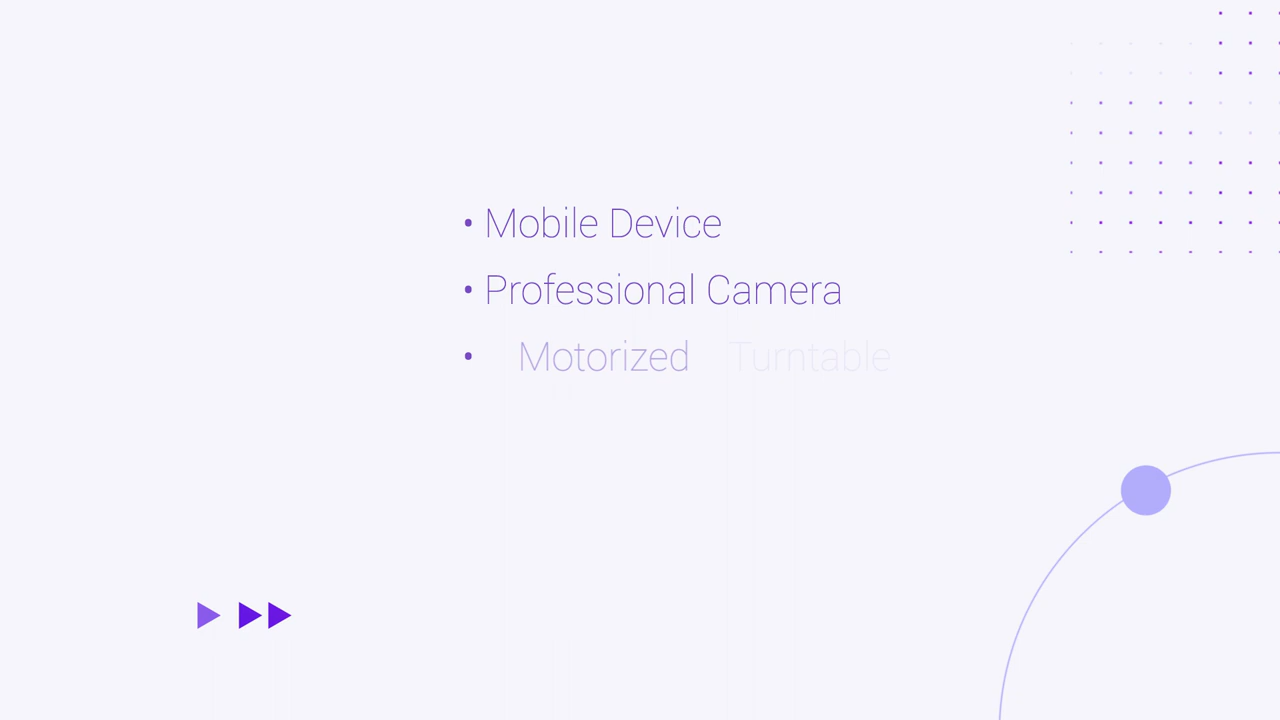 • Mobile Device
• Professional Camera
• Motorized Turntable